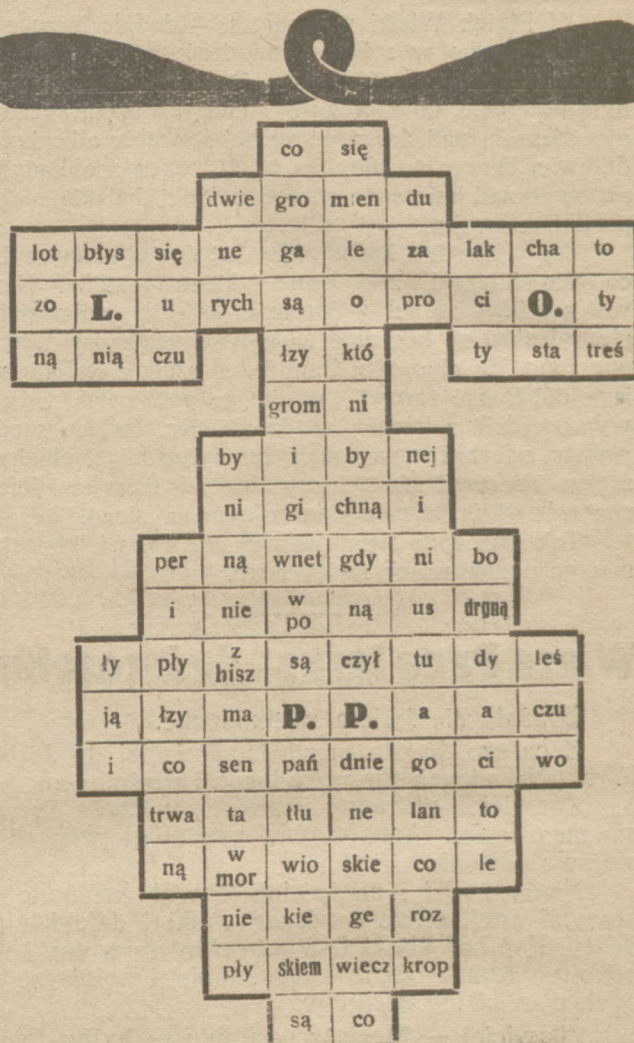 co się
dwie gro men du
lot błys się ne ga le za lak cha to
zo L. u rych są o pro ci O. ty
ną nią czu łzy któ ty sta treś
grom ni
by i by nej
ni gi chną i
per ną wnet gdy ni bo
i nie w po ną us drgną
ły pły z hisz są czył tu dy leś
ją łzy ma P. P. a a czu
i co sen pań dnie go ci wo
trwa ta tłu ne lan to
ną w mor wio skie co le
nie kie ge roz
pły skiem wiecz krop
są co